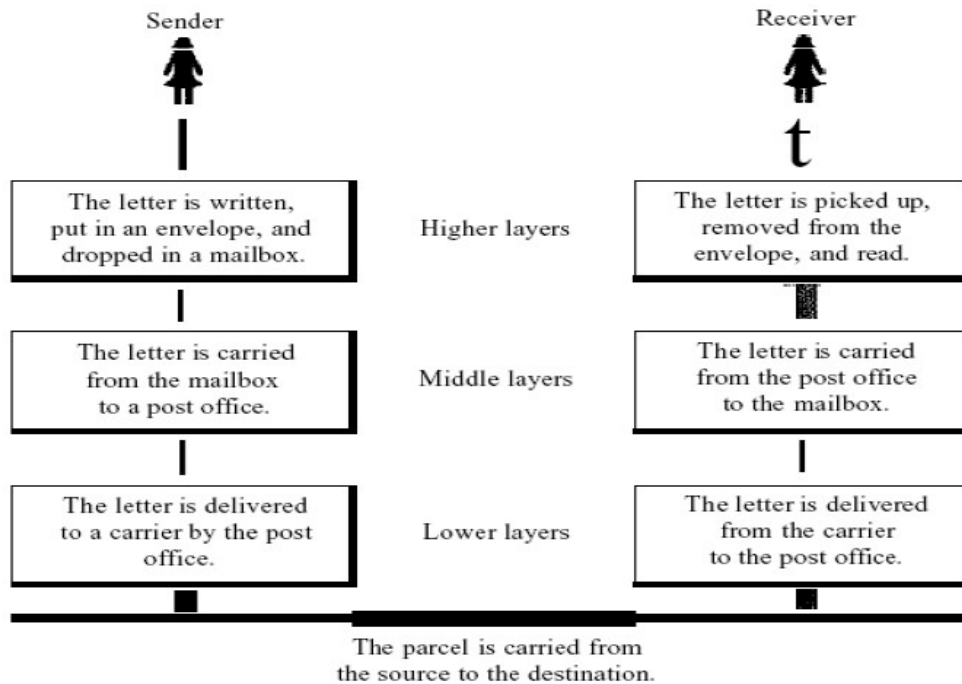 Sender
Receiver
t
The letter is written,
put in an envelope, and
dropped in a mailbox.
Higher layers
The letter is picked up,
removed from the
envelope, and read.
The letter is carried
from the mailbox
to a post office.
Middle layers
The letter is carried
from the post office
to the mailbox.
The letter is delivered
to a carrier by the post
office.
Lower layers
The letter is delivered
from the carrier
to the post office.
The parcel is carried from
the source to the destination.